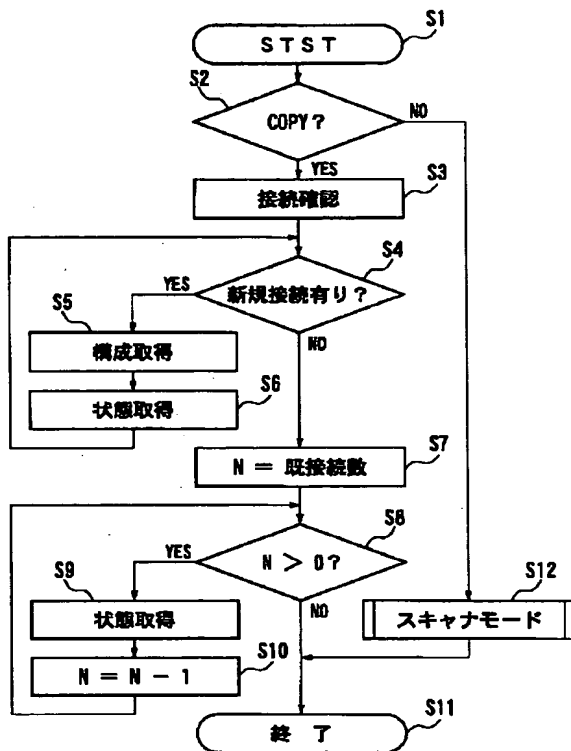 STST
S1
S2
COPY?
NO
YES
S3
接続確認
S4
新規接続有り?
YES
S5
構成取得
NO
S6
状態取得
S7
N = 既接続数
S8
N > 0?
YES
S9
状態取得
NO
S12
スキャナモード
S10
N = N - 1
S11
終 了